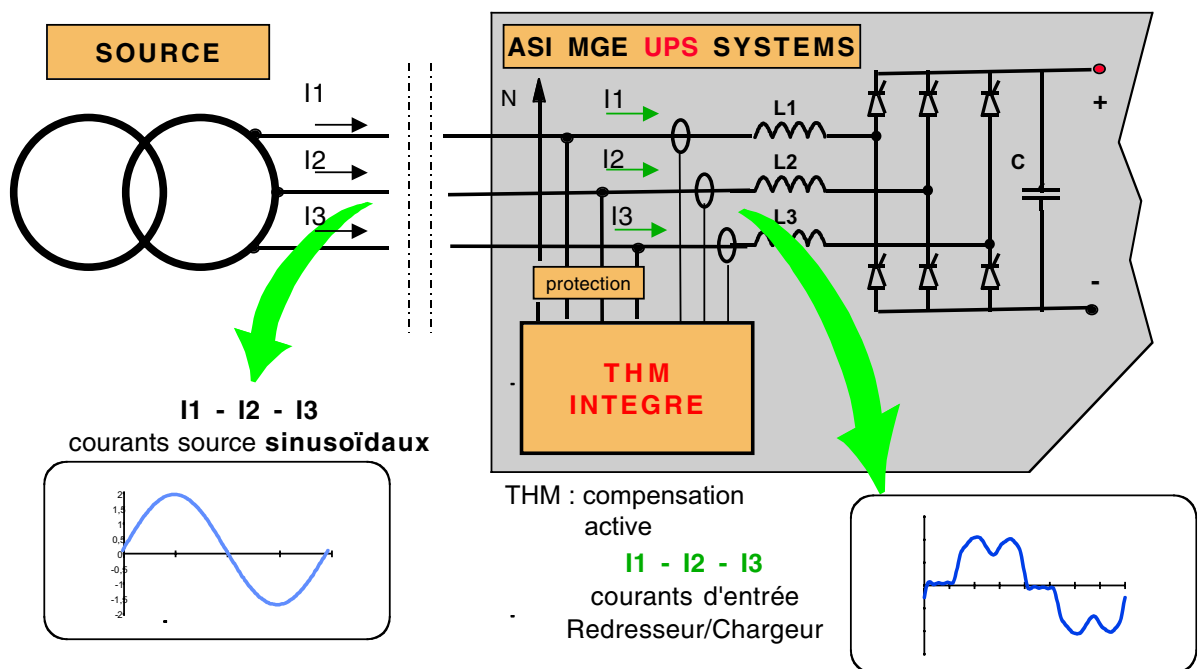 SOURCE
ASI MGE UPS SYSTEMS
I1
I2
I3
N
I1
I2
I3
L1
L2
L3
C
+
-
protection
THM
INTEGRE
-
I1 - I2 - I3
courants source sinusoïdaux
2
1,5
1
0,5
0
-0,5
-1
-1,5
-2
-
THM : compensation
active
I1 - I2 - I3
courants d'entrée
- Redresseur/Chargeur